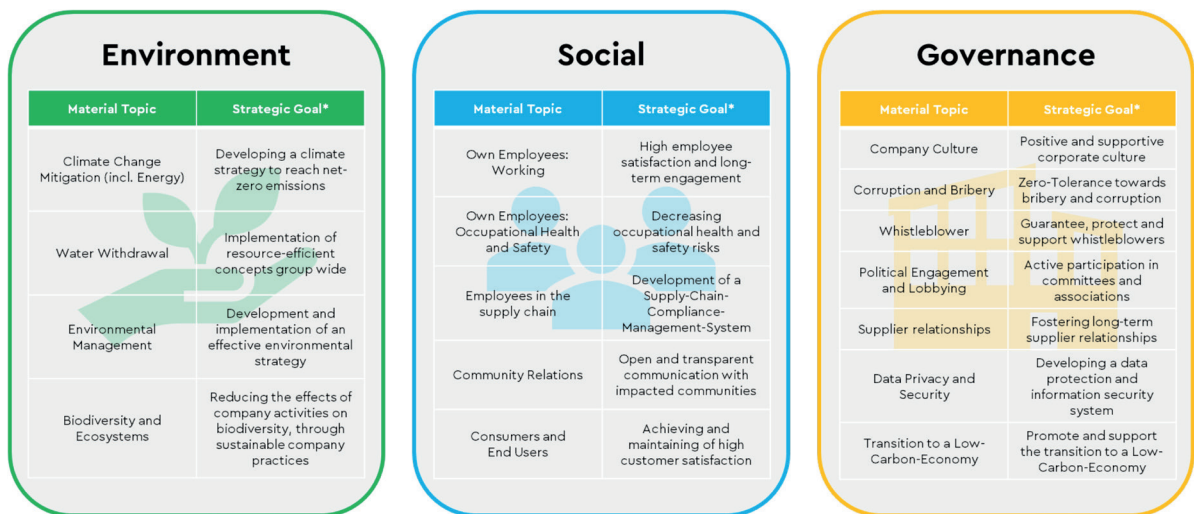 Environment
Material Topic
Strategic Goal*
Climate Change
Mitigation (incl. Energy)
Developing a climate
strategy to reach net-
zero emissions
Water Withdrawal
Implementation of
resource-efficient
concepts group wide
Environmental
Management
Development and
implementation of an
effective environmental
strategy
Biodiversity and
Ecosystems
Reducing the effects of
company activities on
biodiversity, through
sustainable company
practices
Social
Material Topic
Strategic Goal*
Own Employees:
Working
High employee
satisfaction and long-
term engagement
Own Employees:
Occupational Health
and Safety
Decreasing
occupational health and
safety risks
Employees in the
supply chain
Development of a
Supply-Chain-
Compliance-
Management-System
Community Relations
Open and transparent
communication with
impacted communities
Consumers and
End Users
Achieving and
maintaining of high
customer satisfaction
Governance
Material Topic
Strategic Goal*
Company Culture
Positive and supportive
corporate culture
Corruption and Bribery
Zero-Tolerance towards
bribery and corruption
Whistleblower
Guarantee, protect and
support whistleblowers
Political Engagement
and Lobbying
Active participation in
committees and
associations
Supplier relationships
Fostering long-term
supplier relationships
Data Privacy and
Security
Developing a data
protection and
information security
system
Transition to a Low-
Carbon-Economy
Promote and support
the transition to a Low-
Carbon-Economy